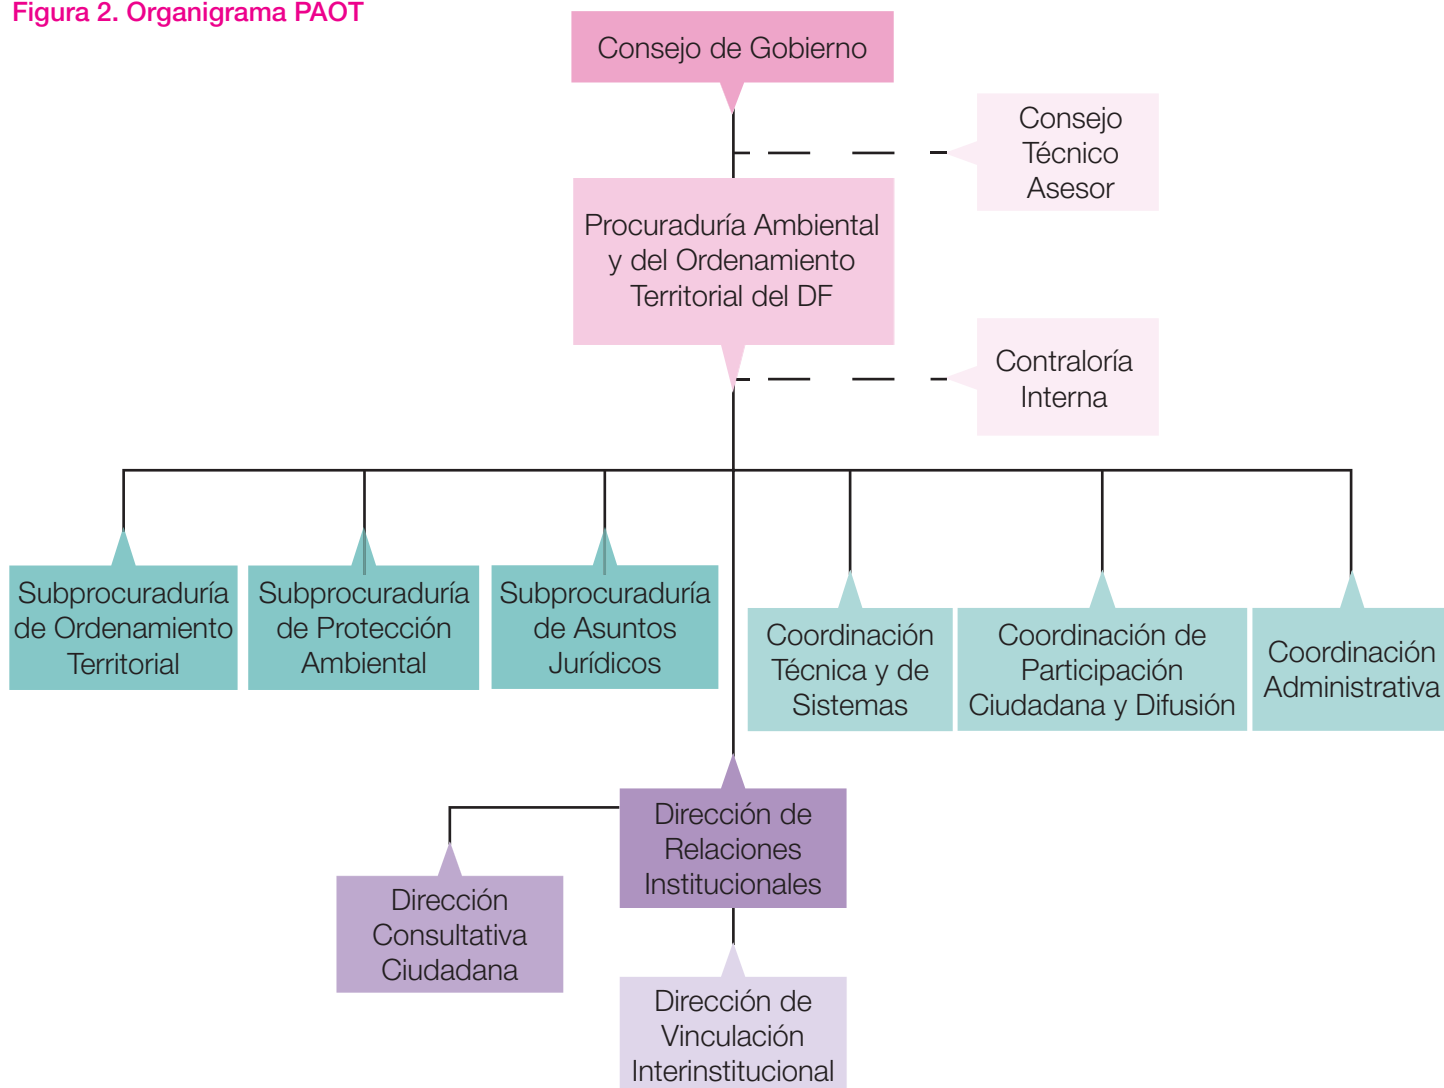 Figura 2. Organigrama PAOT
Consejo de Gobierno
Consejo
Técnico
Asesor
Procuraduría Ambiental
y del Ordenamiento
Territorial del DF
Contraloría
Interna
Subprocuraduría
de Ordenamiento
Territorial
Subprocuraduría
de Protección
Ambiental
Subprocuraduría
de Asuntos
Jurídicos
Coordinación
Técnica y de
Sistemas
Coordinación de
Participación
Ciudadana y Difusión
Coordinación
Administrativa
Dirección de
Relaciones
Institucionales
Dirección
Consultativa
Ciudadana
Dirección de
Vinculación
Interinstitucional